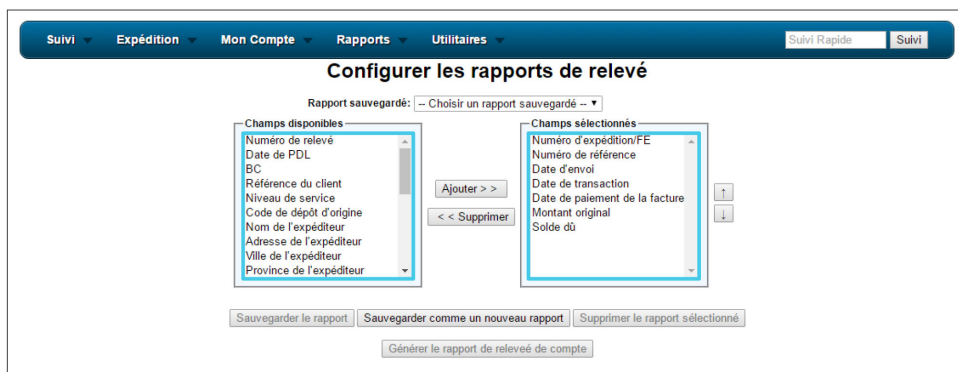 Suivi Expédition Mon Compte Rapports Utilitaires Suivi Rapide Suivi
Configurer les rapports de relevé
Rapport sauvegardé: -- Choisir un rapport sauvegardé --
Champs disponibles
Numéro de relevé
Date de PDL
BC
Référence du client
Niveau de service
Code de dépôt d'origine
Nom de l'expéditeur
Adresse de l'expéditeur
Ville de l'expéditeur
Province de l'expéditeur
Ajouter > >
< < Supprimer
Champs sélectionnés
Numéro d'expédition/FE
Numéro de référence
Date d'envoi
Date de transaction
Date de paiement de la facture
Montant original
Solde dû
Sauvegarder le rapport Sauvegarder comme un nouveau rapport Supprimer le rapport sélectionné
Générer le rapport de releveé de compte